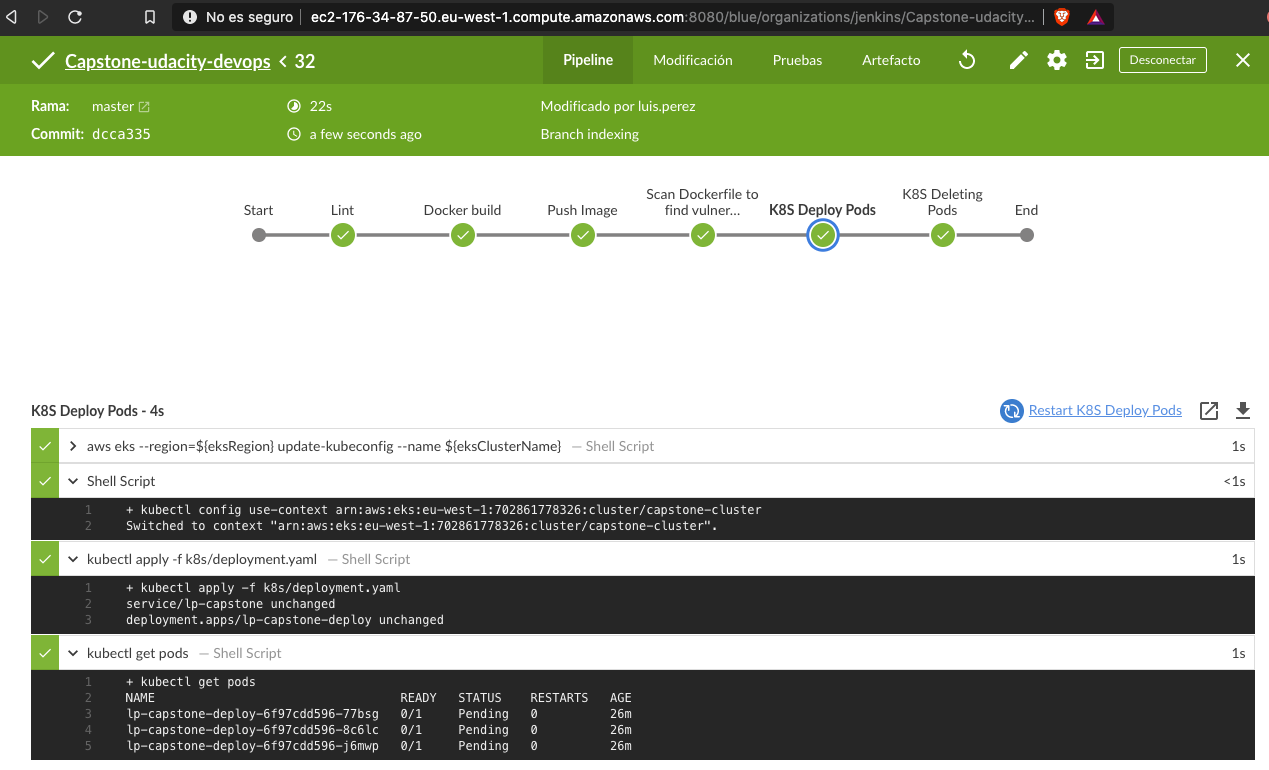 No es seguro ec2-176-34-87-50.eu-west-1.compute.amazonaws.com:8080/blue/organizations/jenkins/Capstone-udacity...
Capstone-udacity-devops < 32
Pipeline Modificación Pruebas Artefacto Desconectar
Rama: master 22s Modificado por luis.perez
Commit: dcca335 a few seconds ago Branch indexing
Start Lint Docker build Push Image Scan Dockerfile to find vulner... K8S Deploy Pods K8S Deleting Pods End
K8S Deploy Pods - 4s Restart K8S Deploy Pods
aws eks --region=${eksRegion} update-kubeconfig --name ${eksClusterName} — Shell Script 1s
Shell Script <1s
1 + kubectl config use-context arn:aws:eks:eu-west-1:702861778326:cluster/capstone-cluster
2 Switched to context "arn:aws:eks:eu-west-1:702861778326:cluster/capstone-cluster".
kubectl apply -f k8s/deployment.yaml — Shell Script 1s
1 + kubectl apply -f k8s/deployment.yaml
2 service/lp-capstone unchanged
3 deployment.apps/lp-capstone-deploy unchanged
kubectl get pods — Shell Script 1s
1 + kubectl get pods
2 NAME READY STATUS RESTARTS AGE
3 lp-capstone-deploy-6f97cdd596-77bsg 0/1 Pending 0 26m
4 lp-capstone-deploy-6f97cdd596-8c6lc 0/1 Pending 0 26m
5 lp-capstone-deploy-6f97cdd596-j6mwp 0/1 Pending 0 26m